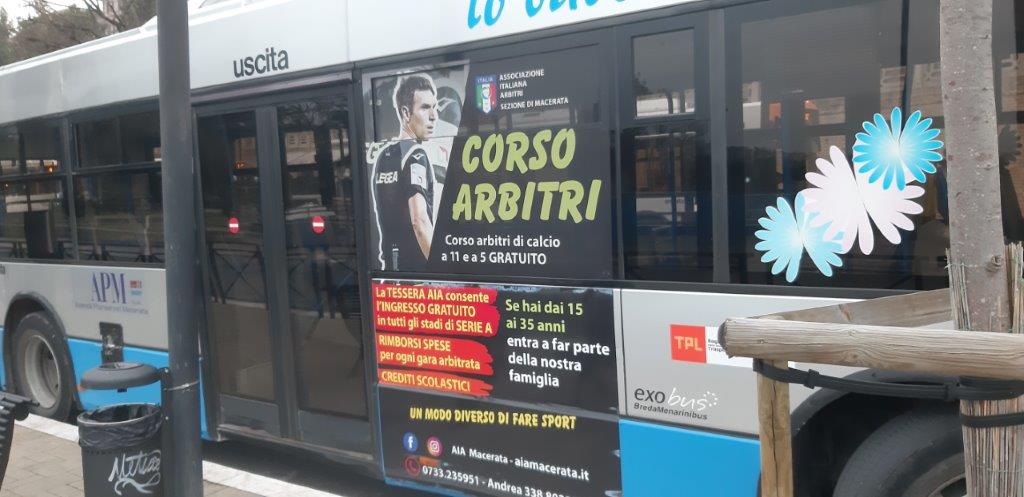 uscita
ITALIA
ASSOCIAZIONE
ITALIANA
ARBITRI
SEZIONE DI MACERATA
LEGEA
CORSO
ARBITRI
Corso arbitri di calcio
a 11 e a 5 GRATUITO
La TESSERA AIA consente
l'INGRESSO GRATUITO
in tutti gli stadi di SERIE A
RIMBORSI SPESE
per ogni gara arbitrata
CREDITI SCOLASTICI
Se hai dai 15
ai 35 anni
entra a far parte
della nostra
famiglia
UN MODO DIVERSO DI FARE SPORT
AIA Macerata - aiamacerata.it
0733.235951 - Andrea 338
APM
TPL
exobus
BredaMenarinibus